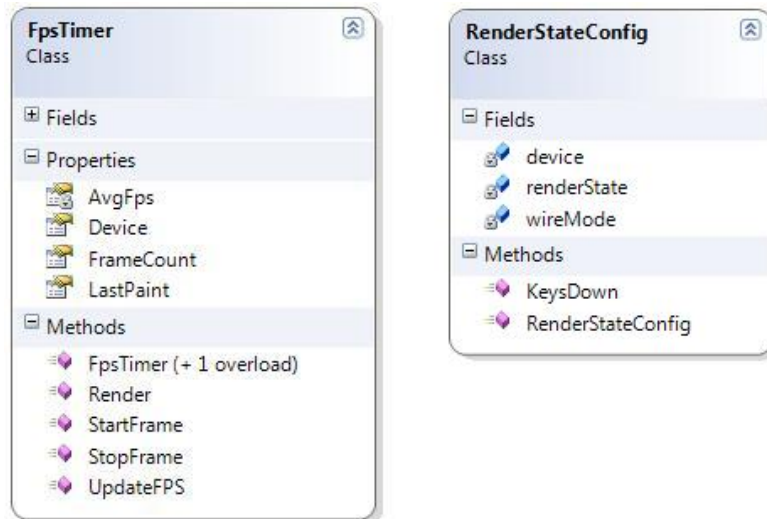 FpsTimer
Class
Fields
Properties
AvgFps
Device
FrameCount
LastPaint
Methods
FpsTimer (+ 1 overload)
Render
StartFrame
StopFrame
UpdateFPS
RenderStateConfig
Class
Fields
device
renderState
wireMode
Methods
KeysDown
RenderStateConfig